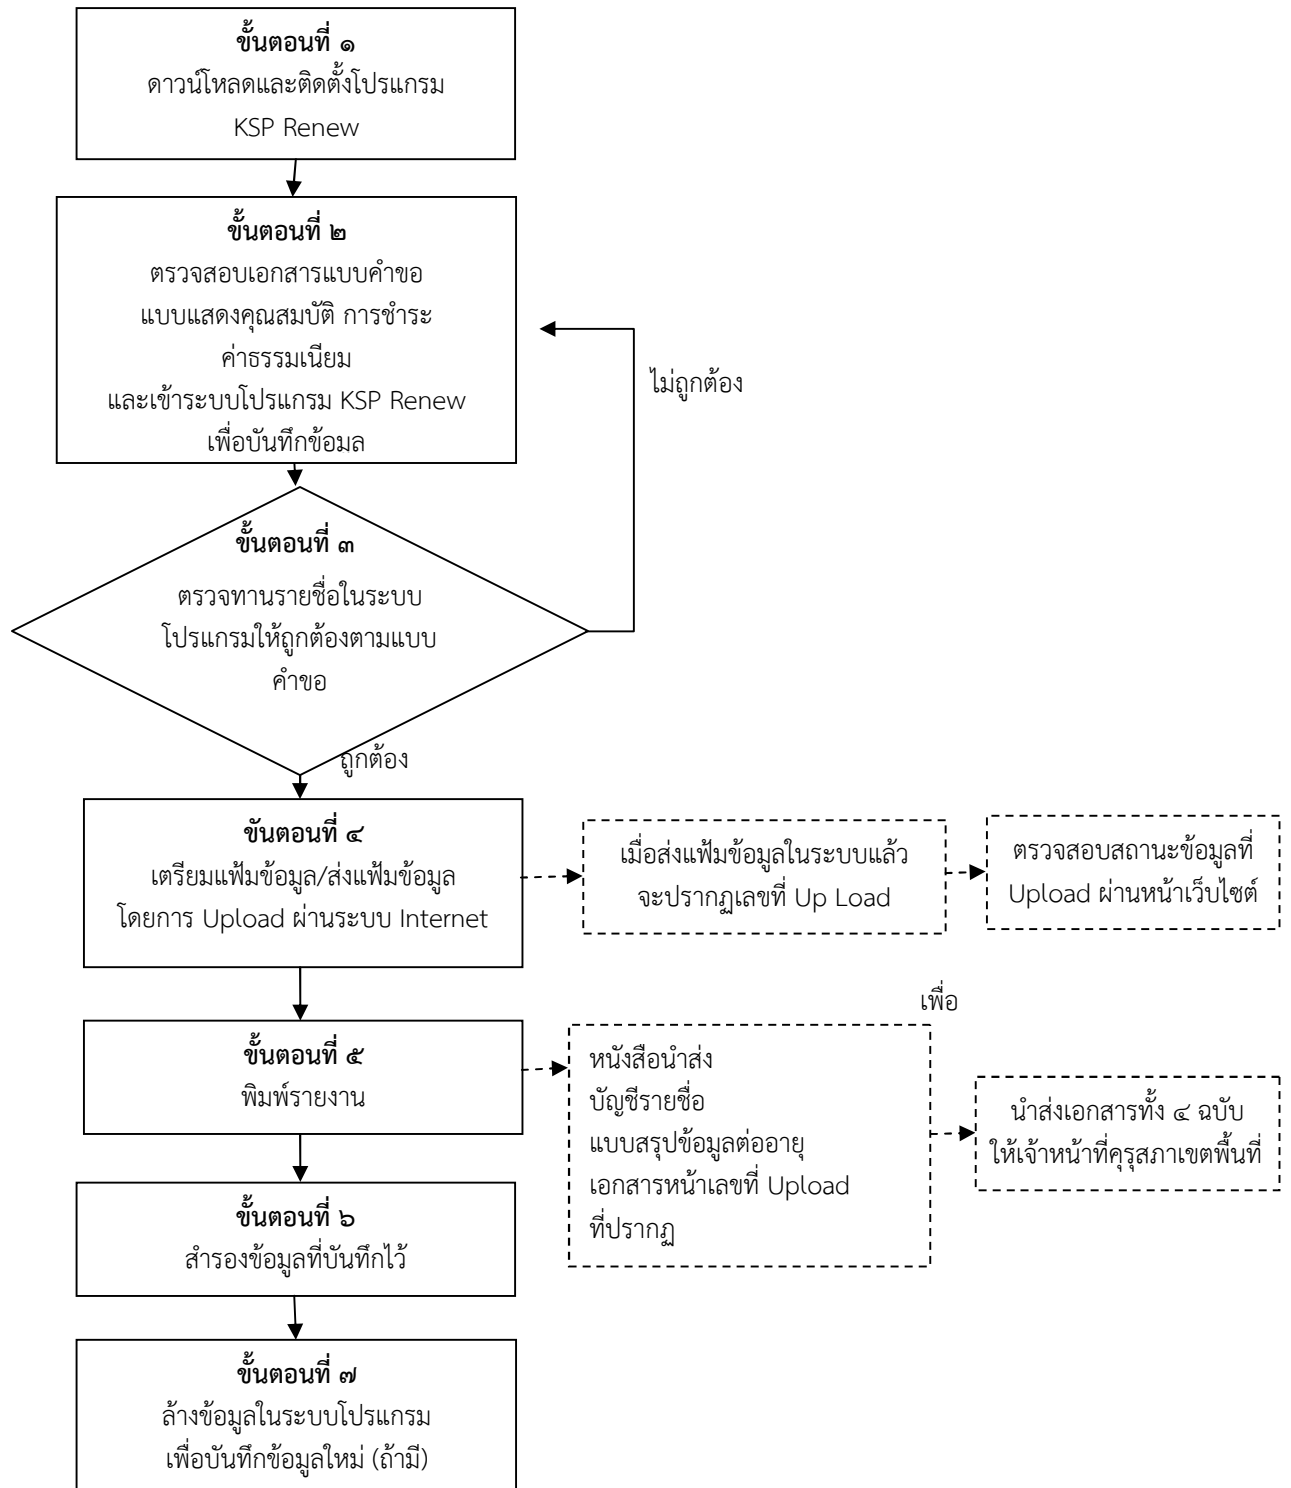 ขั้นตอนที่ ๑
ดาวน์โหลดและติดตั้งโปรแกรม
KSP Renew
ขั้นตอนที่ ๒
ตรวจสอบเอกสารแบบคำขอ
แบบแสดงคุณสมบัติ การชำระ
ค่าธรรมเนียม
และเข้าระบบโปรแกรม KSP Renew
เพื่อบันทึกข้อมล
ไม่ถูกต้อง
ขั้นตอนที่ ๓
ตรวจทานรายชื่อในระบบ
โปรแกรมให้ถูกต้องตามแบบ
คำขอ
ถูกต้อง
ขันตอนที่ ๔
เตรียมแฟ้มข้อมูล/ส่งแฟ้มข้อมูล
โดยการ Upload ผ่านระบบ Internet
เมื่อส่งแฟ้มข้อมูลในระบบแล้ว
จะปรากฏเลขที่ Up Load
ตรวจสอบสถานะข้อมูลที่
Upload ผ่านหน้าเว็บไซต์
ขั้นตอนที่ ๕
พิมพ์รายงาน
หนังสือนำส่ง
บัญชีรายชื่อ
แบบสรุปข้อมูลต่ออายุ
เอกสารหน้าเลขที่ Upload
ที่ปรากฏ
เพื่อ
นำส่งเอกสารทั้ง ๔ ฉบับ
ให้เจ้าหน้าที่คุรุสภาเขตพื้นที่
ขั้นตอนที่ ๖
สำรองข้อมูลที่บันทึกไว้
ขั้นตอนที่ ๗
ล้างข้อมูลในระบบโปรแกรม
เพื่อบันทึกข้อมูลใหม่ (ถ้ามี)